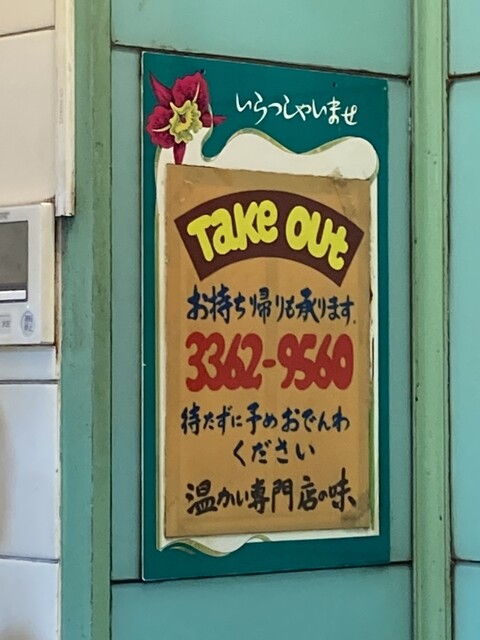 いらっしゃいませ
Take Out
お持ち帰りも承ります.
3362-9560
待たずに予めおでんわ
ください
温かい専門店の味